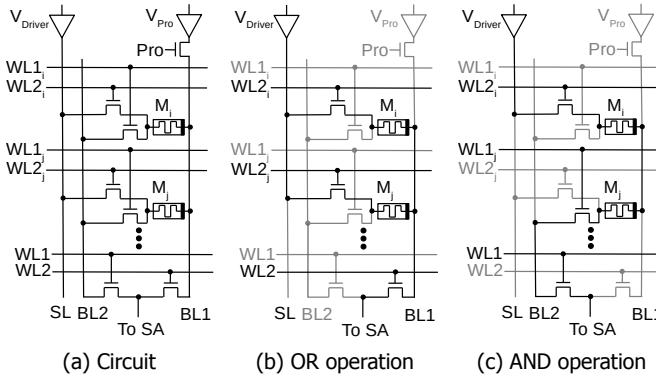 V_Driver V_Pro
Pro
WL1_i
WL2_i
M_i
WL1_j
WL2_j
M_j
WL1
WL2
SL BL2 BL1
To SA
(a) Circuit
V_Pro
Pro
V_Driver
WL1_i
WL2_i
M_i
WL1_j
WL2_j
M_j
WL1
WL2
SL BL2 BL1
To SA
(b) OR operation
V_Driver V_Pro
Pro
WL1_i
WL2_i
M_i
WL1_j
WL2_j
M_j
WL1
WL2
SL BL2 BL1
To SA
(c) AND operation